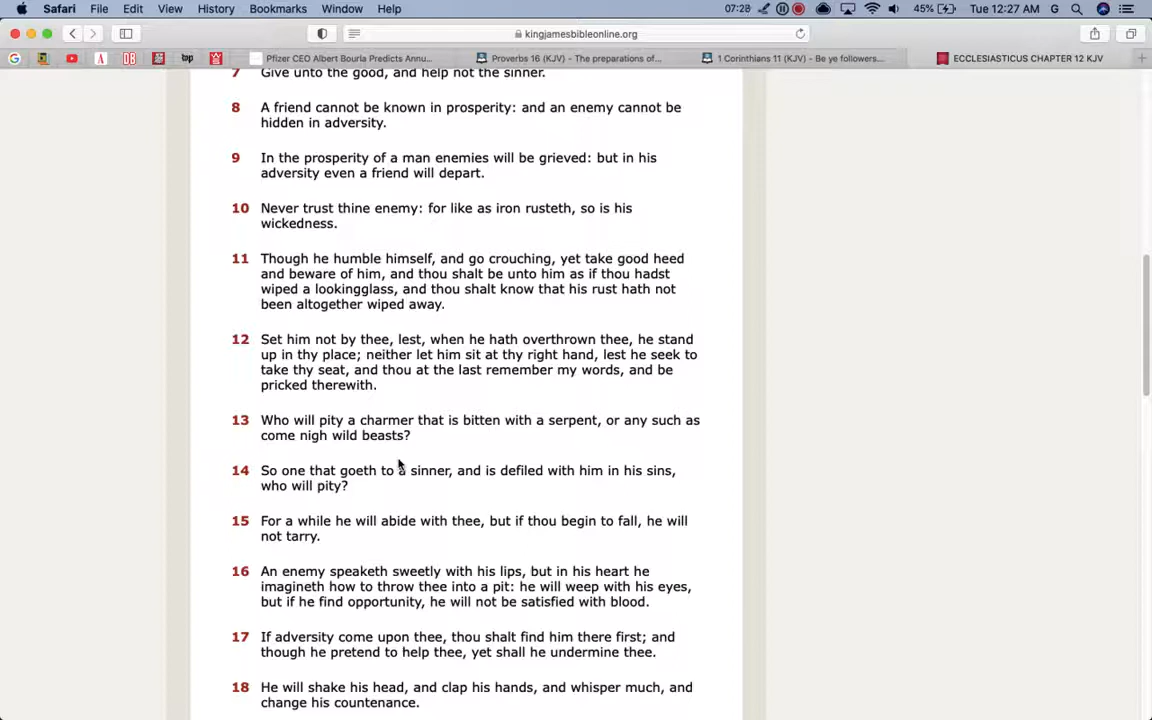 Safari File Edit View History Bookmarks Window Help 07:28 45% Tue 12:27 AM G
kingjamesbibleonline.org
G A DB top Pfizer CEO Albert Bourla Predicts Annu... Proverbs 16 (KJV) - The preparations of... 1 Corinthians 11 (KJV) - Be ye followers... ECCLESIASTICUS CHAPTER 12 KJV
7 Give unto the good, and help not the sinner.
8 A friend cannot be known in prosperity: and an enemy cannot be
hidden in adversity.
9 In the prosperity of a man enemies will be grieved: but in his
adversity even a friend will depart.
10 Never trust thine enemy: for like as iron rusteth, so is his
wickedness.
11 Though he humble himself, and go crouching, yet take good heed
and beware of him, and thou shalt be unto him as if thou hadst
wiped a lookingglass, and thou shalt know that his rust hath not
been altogether wiped away.
12 Set him not by thee, lest, when he hath overthrown thee, he stand
up in thy place; neither let him sit at thy right hand, lest he seek to
take thy seat, and thou at the last remember my words, and be
pricked therewith.
13 Who will pity a charmer that is bitten with a serpent, or any such as
come nigh wild beasts?
14 So one that goeth to a sinner, and is defiled with him in his sins,
who will pity?
15 For a while he will abide with thee, but if thou begin to fall, he will
not tarry.
16 An enemy speaketh sweetly with his lips, but in his heart he
imagineth how to throw thee into a pit: he will weep with his eyes,
but if he find opportunity, he will not be satisfied with blood.
17 If adversity come upon thee, thou shalt find him there first; and
though he pretend to help thee, yet shall he undermine thee.
18 He will shake his head, and clap his hands, and whisper much, and
change his countenance.